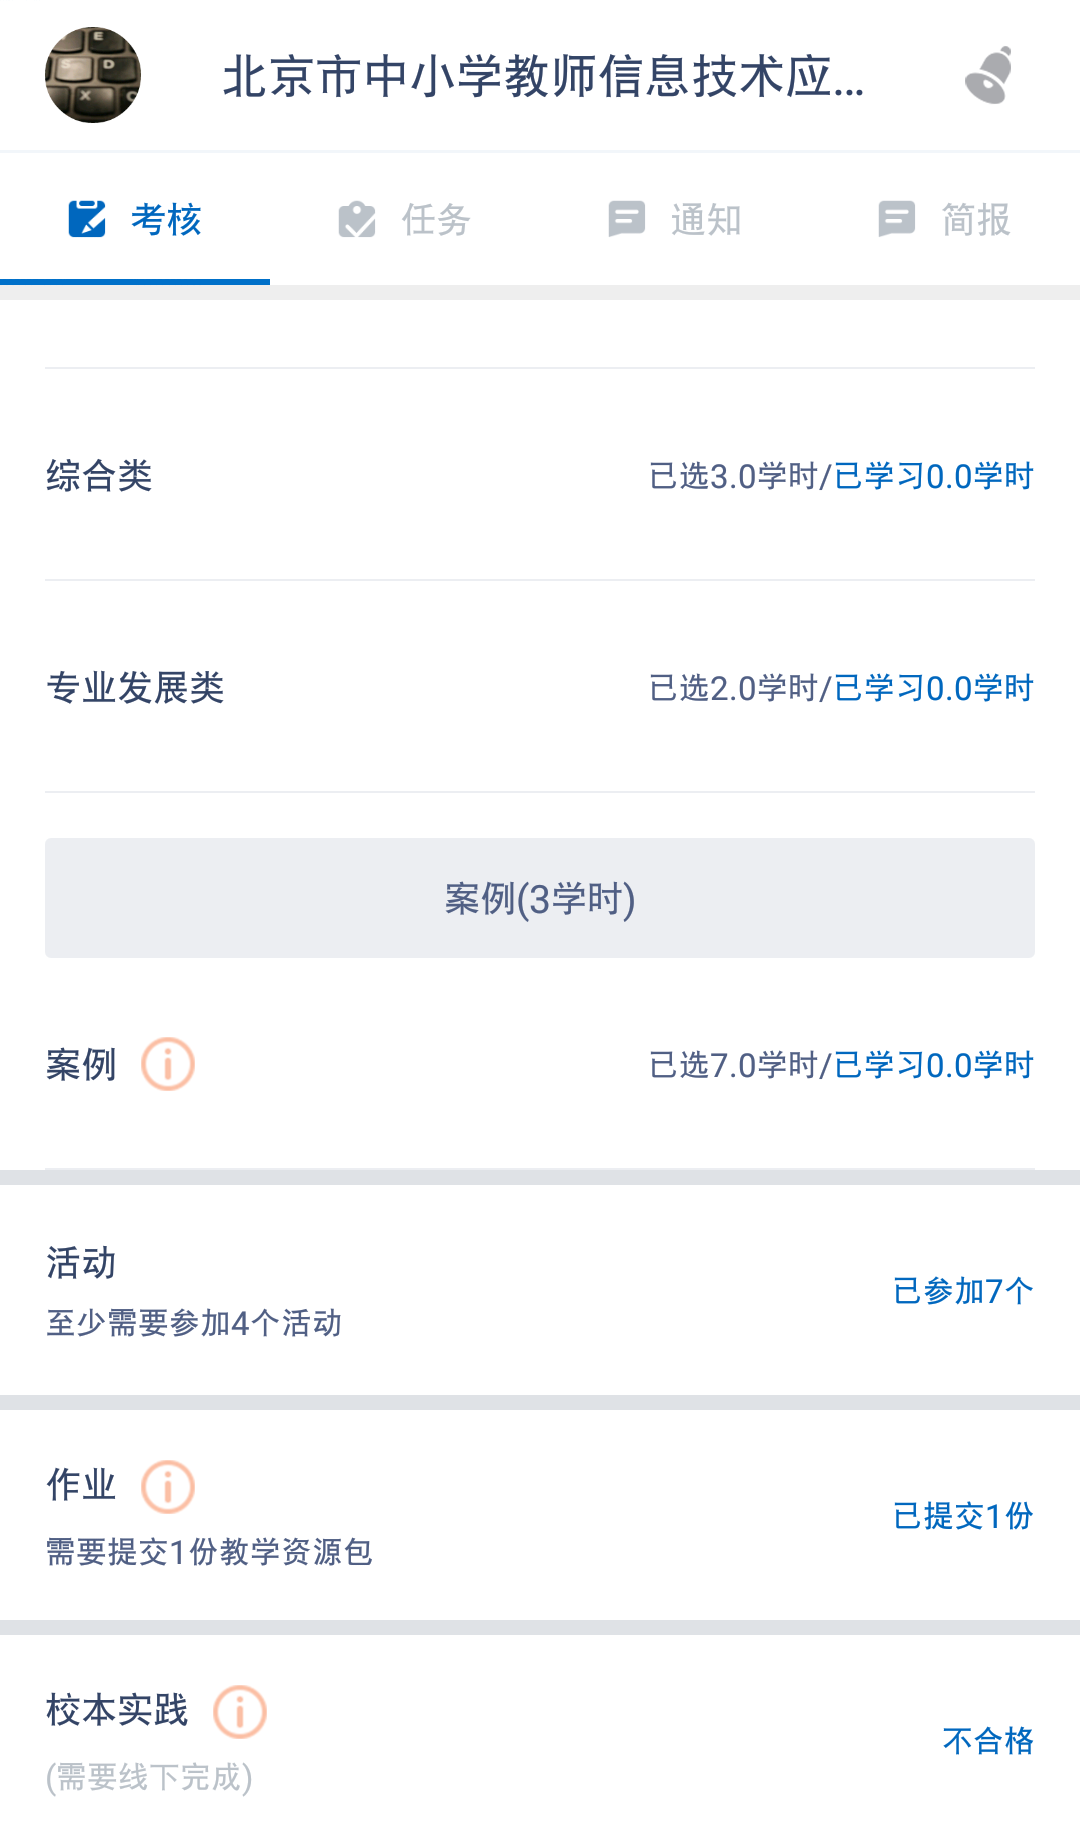 北京市中小学教师信息技术应...
考核 任务 通知 简报
综合类 已选3.0学时/已学习0.0学时
专业发展类 已选2.0学时/已学习0.0学时
案例(3学时)
案例 已选7.0学时/已学习0.0学时
活动
已参加7个
至少需要参加4个活动
作业
已提交1份
需要提交1份教学资源包
校本实践
不合格
(需要线下完成)